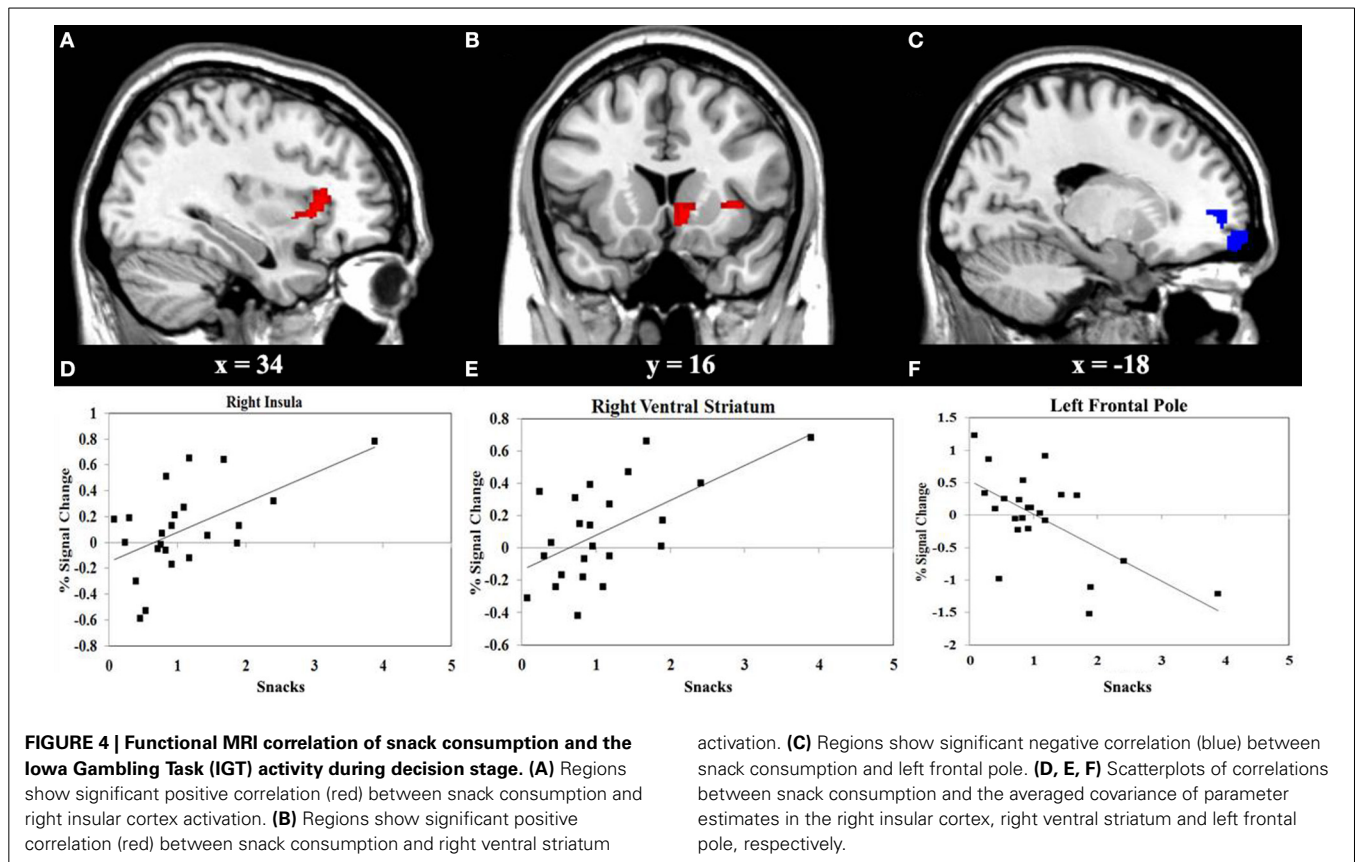 A
B
C
D
x = 34
E
y = 16
F
x = -18
Right Insula
% Signal Change
1
0.8
0.6
0.4
0.2
0
-0.2
-0.4
-0.6
-0.8
0 1 2 3 4 5
Snacks
Right Ventral Striatum
% Signal Change
0.8
0.6
0.4
0.2
0
-0.2
-0.4
-0.6
0 1 2 3 4 5
Snacks
Left Frontal Pole
% Signal Change
1.5
1
0.5
0
-0.5
-1
-1.5
-2
0 1 2 3 4 5
Snacks
FIGURE 4 | Functional MRI correlation of snack consumption and the
Iowa Gambling Task (IGT) activity during decision stage. (A) Regions
show significant positive correlation (red) between snack consumption and
right insular cortex activation. (B) Regions show significant positive
correlation (red) between snack consumption and right ventral striatum
activation. (C) Regions show significant negative correlation (blue) between
snack consumption and left frontal pole. (D, E, F) Scatterplots of correlations
between snack consumption and the averaged covariance of parameter
estimates in the right insular cortex, right ventral striatum and left frontal
pole, respectively.